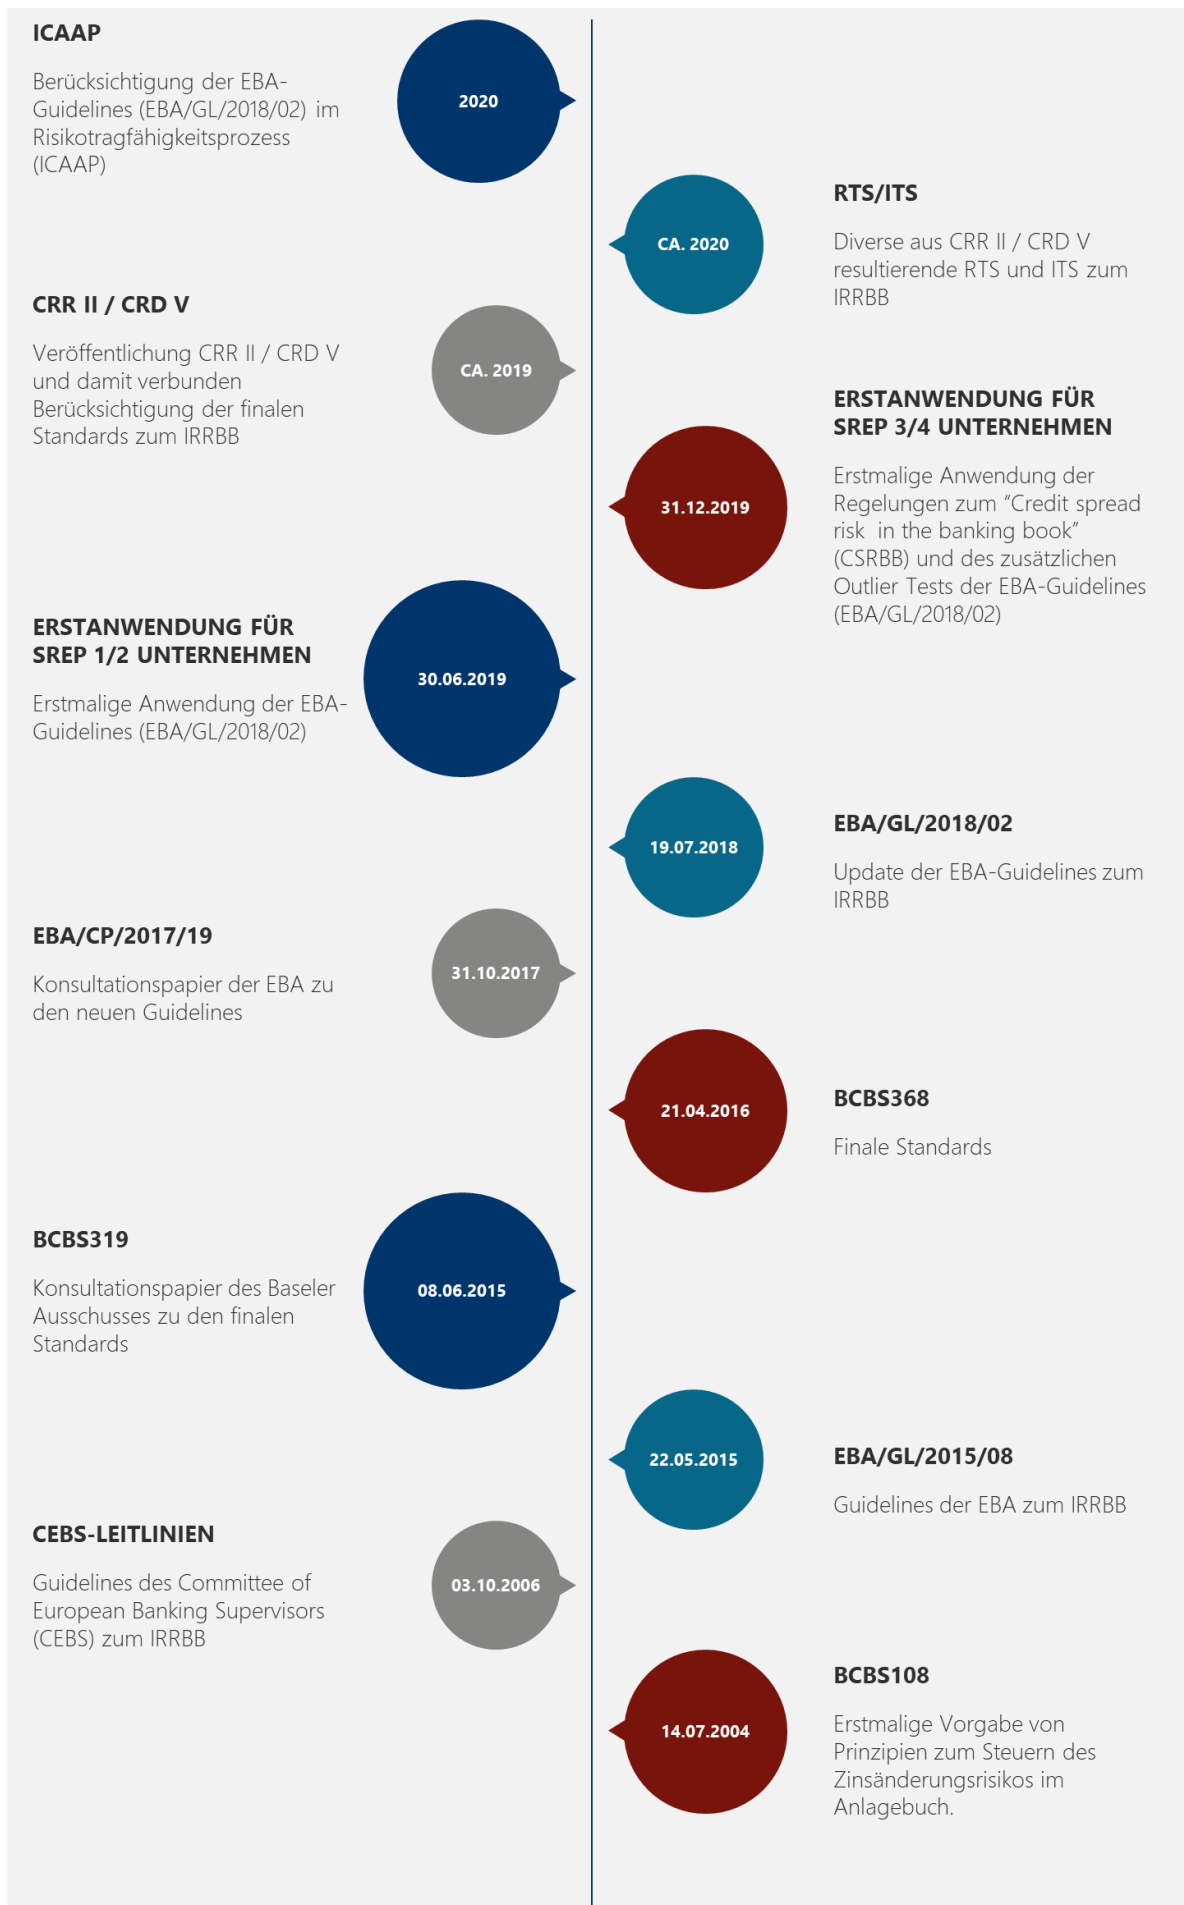 ICAAP
Berücksichtigung der EBA-
Guidelines (EBA/GL/2018/02) im
Risikotragfähigkeitsprozess
(ICAAP)
2020
RTS/ITS
Diverse aus CRR II / CRD V
resultierende RTS und ITS zum
IRRBB
CA. 2020
CRR II / CRD V
Veröffentlichung CRR II / CRD V
und damit verbunden
Berücksichtigung der finalen
Standards zum IRRBB
CA. 2019
ERSTANWENDUNG FÜR
SREP 3/4 UNTERNEHMEN
Erstmalige Anwendung der
Regelungen zum “Credit spread
risk in the banking book”
(CSRBB) und des zusätzlichen
Outlier Tests der EBA-Guidelines
(EBA/GL/2018/02)
31.12.2019
ERSTANWENDUNG FÜR
SREP 1/2 UNTERNEHMEN
Erstmalige Anwendung der EBA-
Guidelines (EBA/GL/2018/02)
30.06.2019
EBA/GL/2018/02
Update der EBA-Guidelines zum
IRRBB
19.07.2018
EBA/CP/2017/19
Konsultationspapier der EBA zu
den neuen Guidelines
31.10.2017
BCBS368
Finale Standards
21.04.2016
BCBS319
Konsultationspapier des Baseler
Ausschusses zu den finalen
Standards
08.06.2015
EBA/GL/2015/08
Guidelines der EBA zum IRRBB
22.05.2015
CEBS-LEITLINIEN
Guidelines des Committee of
European Banking Supervisors
(CEBS) zum IRRBB
03.10.2006
BCBS108
Erstmalige Vorgabe von
Prinzipien zum Steuern des
Zinsänderungsrisikos im
Anlagebuch.
14.07.2004